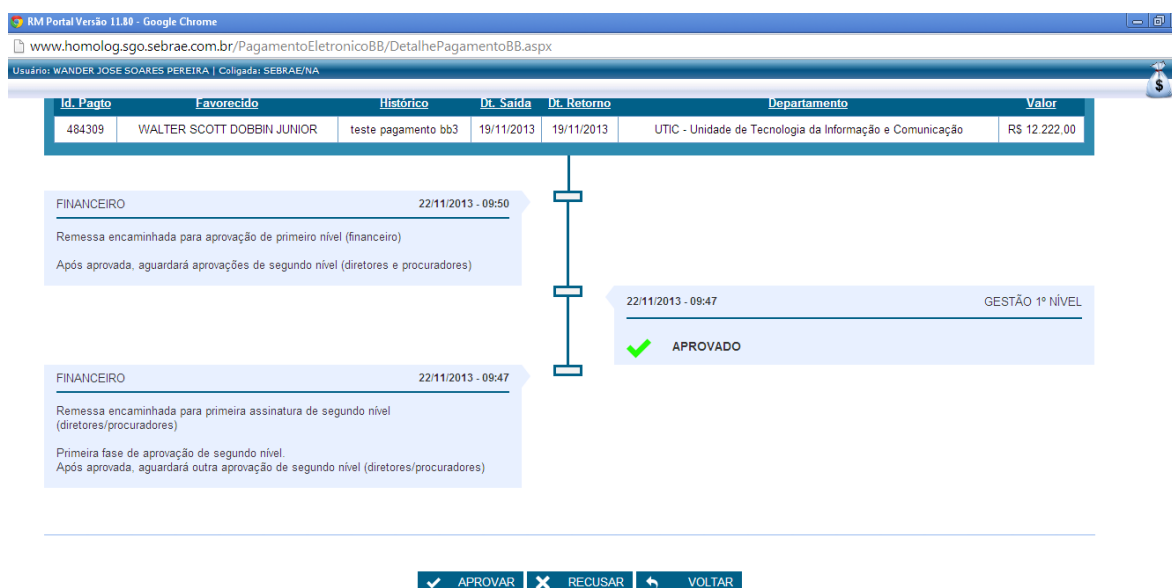 RM Portal Versão 11.80 - Google Chrome
www.homolog.sgo.sebrae.com.br/PagamentoEletronicoBB/DetalhePagamentoBB.aspx
Usuário: WANDER JOSE SOARES PEREIRA | Coligada: SEBRAE/NA
Id. Pagto Favorecido Histórico Dt. Saída Dt. Retorno Departamento Valor
484309 WALTER SCOTT DOBBIN JUNIOR teste pagamento bb3 19/11/2013 19/11/2013 UTIC - Unidade de Tecnologia da Informação e Comunicação R$ 12.222,00
FINANCEIRO 22/11/2013 - 09:50
Remessa encaminhada para aprovação de primeiro nível (financeiro)
Após aprovada, aguardará aprovações de segundo nível (diretores e procuradores)
22/11/2013 - 09:47 GESTÃO 1º NÍVEL
APROVADO
FINANCEIRO 22/11/2013 - 09:47
Remessa encaminhada para primeira assinatura de segundo nível
(diretores/procuradores)
Primeira fase de aprovação de segundo nível.
Após aprovada, aguardará outra aprovação de segundo nível (diretores/procuradores)
APROVAR RECUSAR VOLTAR